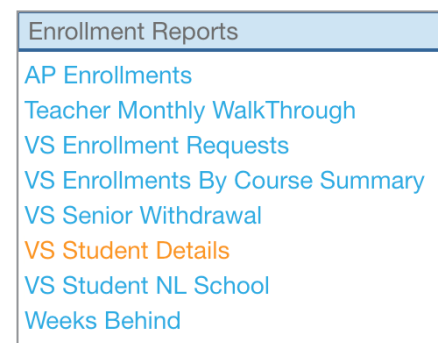 Enrollment Reports
AP Enrollments
Teacher Monthly WalkThrough
VS Enrollment Requests
VS Enrollments By Course Summary
VS Senior Withdrawal
VS Student Details
VS Student NL School
Weeks Behind